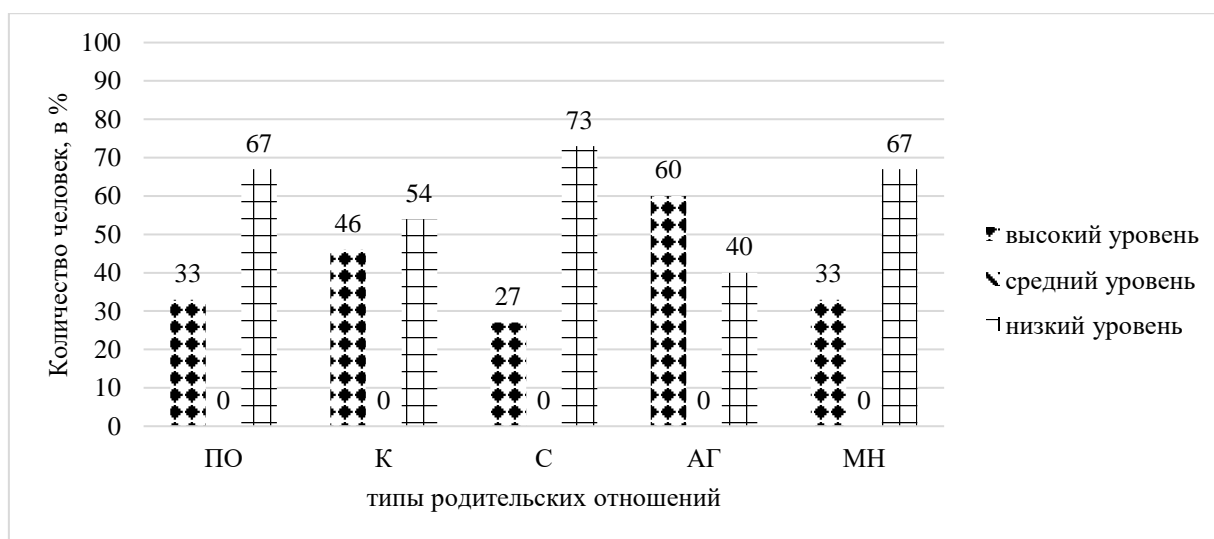 Количество человек, в %
100
90
80
70
60
50
40
30
20
10
0
33
0
67
46
0
54
27
0
73
60
0
40
33
0
67
ПО
К
С
АГ
МН
типы родительских отношений
высокий уровень
средний уровень
низкий уровень